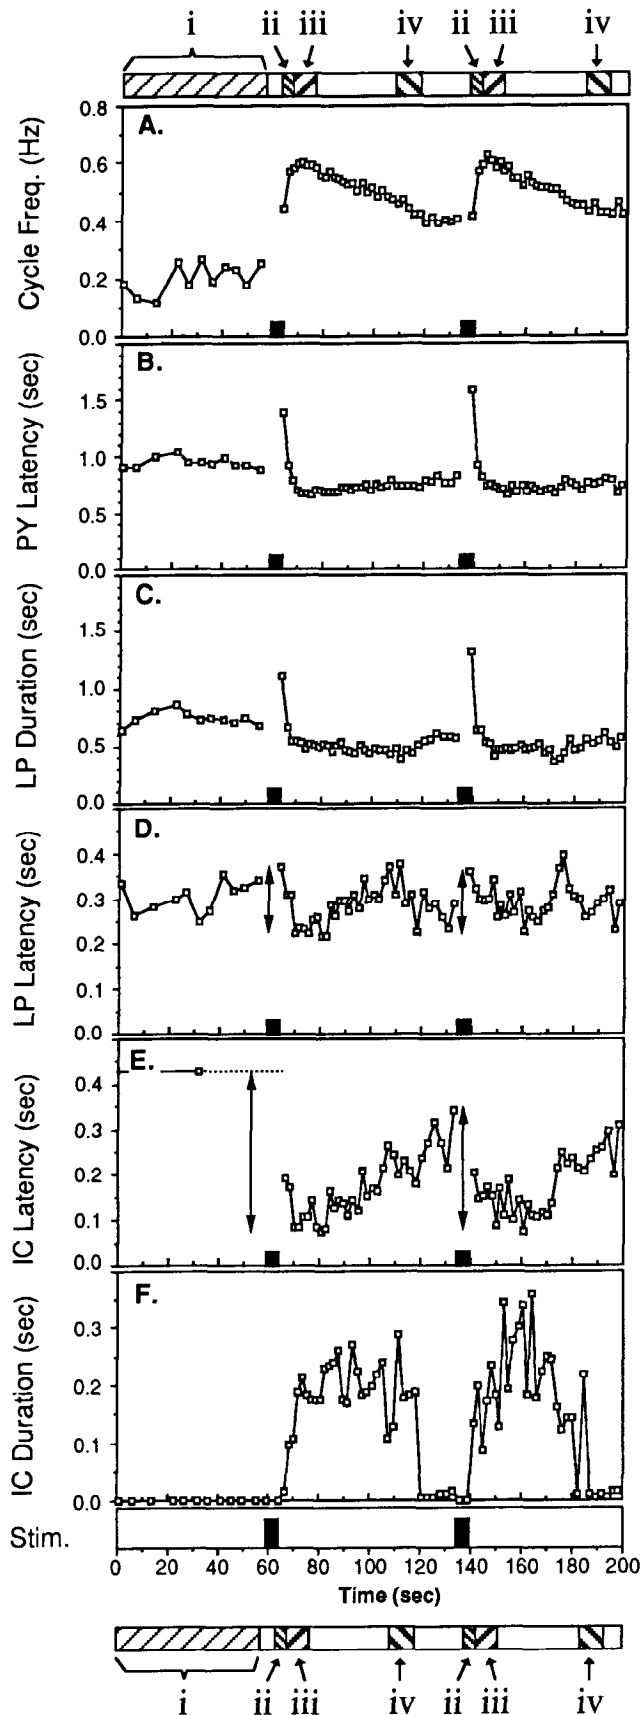 i ii iii iv ii iii iv
A.
Cycle Freq. (Hz)
0.8
0.6
0.4
0.2
0.0
B.
PY Latency (sec)
1.5
1.0
0.5
0.0
C.
LP Duration (sec)
1.5
1.0
0.5
0.0
D.
LP Latency (sec)
0.4
0.3
0.2
0.1
0.0
E.
IC Latency (sec)
0.4
0.3
0.2
0.1
0.0
F.
IC Duration (sec)
0.3
0.2
0.1
0.0
Stim.
0 20 40 60 80 100 120 140 160 180 200
Time (sec)
i ii iii iv ii iii iv